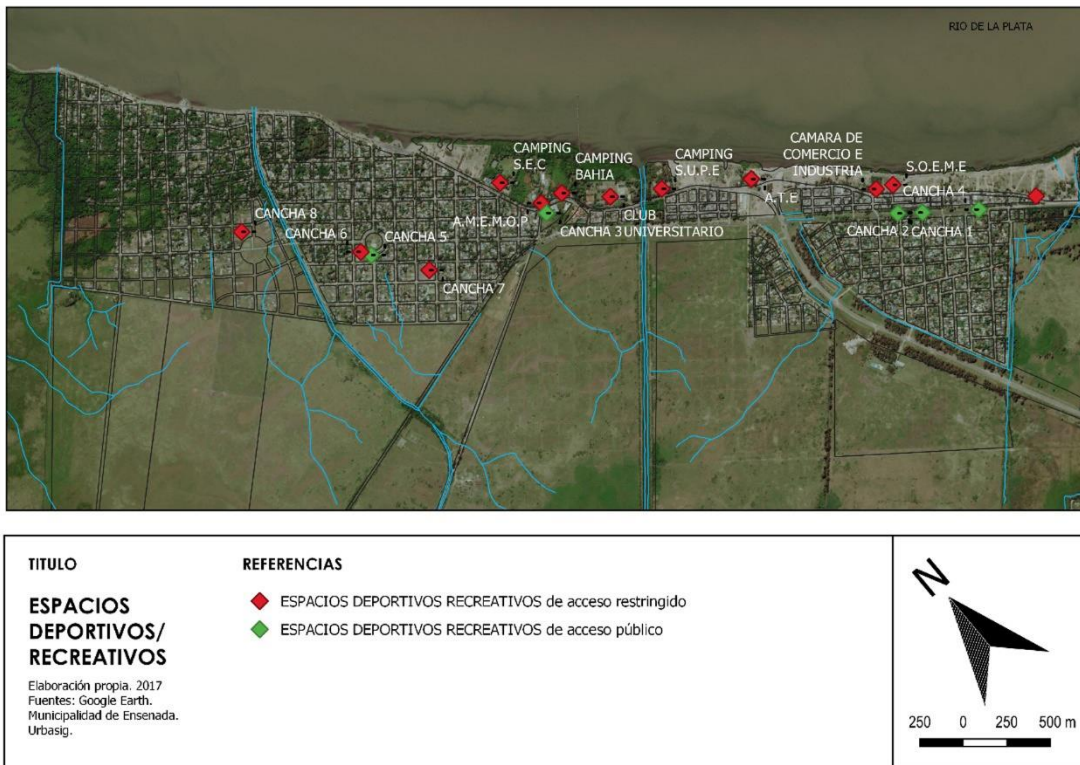 RIO DE LA PLATA
CAMPING
S.E.C
CAMPING
BAHIA
CAMPING
S.U.P.E
CAMARA DE
COMERCIO E
INDUSTRIA
S.O.E.M.E
CANCHA 4
A.T.E
A.M.E.M.O.P
CANCHA 3
CLUB
UNIVERSITARIO
CANCHA 2
CANCHA 1
CANCHA 8
CANCHA 6
CANCHA 5
CANCHA 7
TITULO
ESPACIOS
DEPORTIVOS/
RECREATIVOS
Elaboración propia. 2017
Fuentes: Google Earth.
Municipalidad de Ensenada.
Urbasig.
REFERENCIAS
ESPACIOS DEPORTIVOS RECREATIVOS de acceso restringido
ESPACIOS DEPORTIVOS RECREATIVOS de acceso público
N
250 0 250 500 m